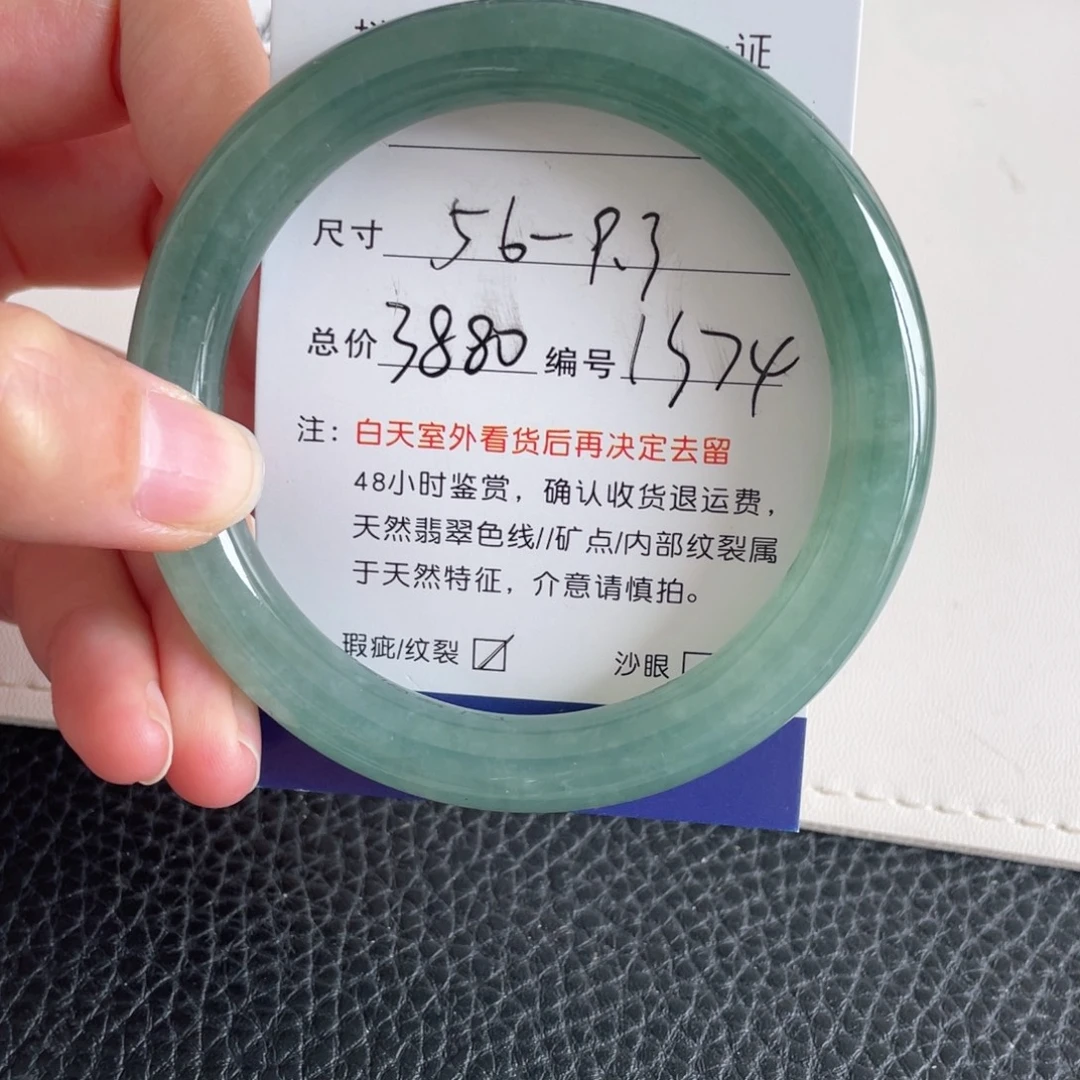 证
尺寸 56-9.3
总价 3880 编号 1574
注：白天室外看货后再决定去留
48小时鉴赏，确认收货退运费，
天然翡翠色线//矿点/内部纹裂属
于天然特征，介意请慎拍。
瑕疵/纹裂 沙眼